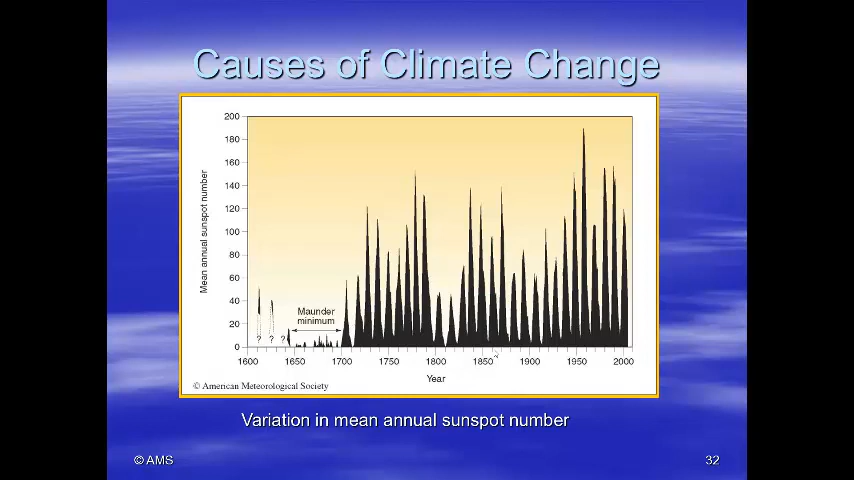 Causes of Climate Change
200
180
160
140
120
100
80
60
40
20
0
Mean annual sunspot number
Maunder
minimum
? ? ?
1600 1650 1700 1750 1800 1850 1900 1950 2000
Year
© American Meteorological Society
Variation in mean annual sunspot number
© AMS
32